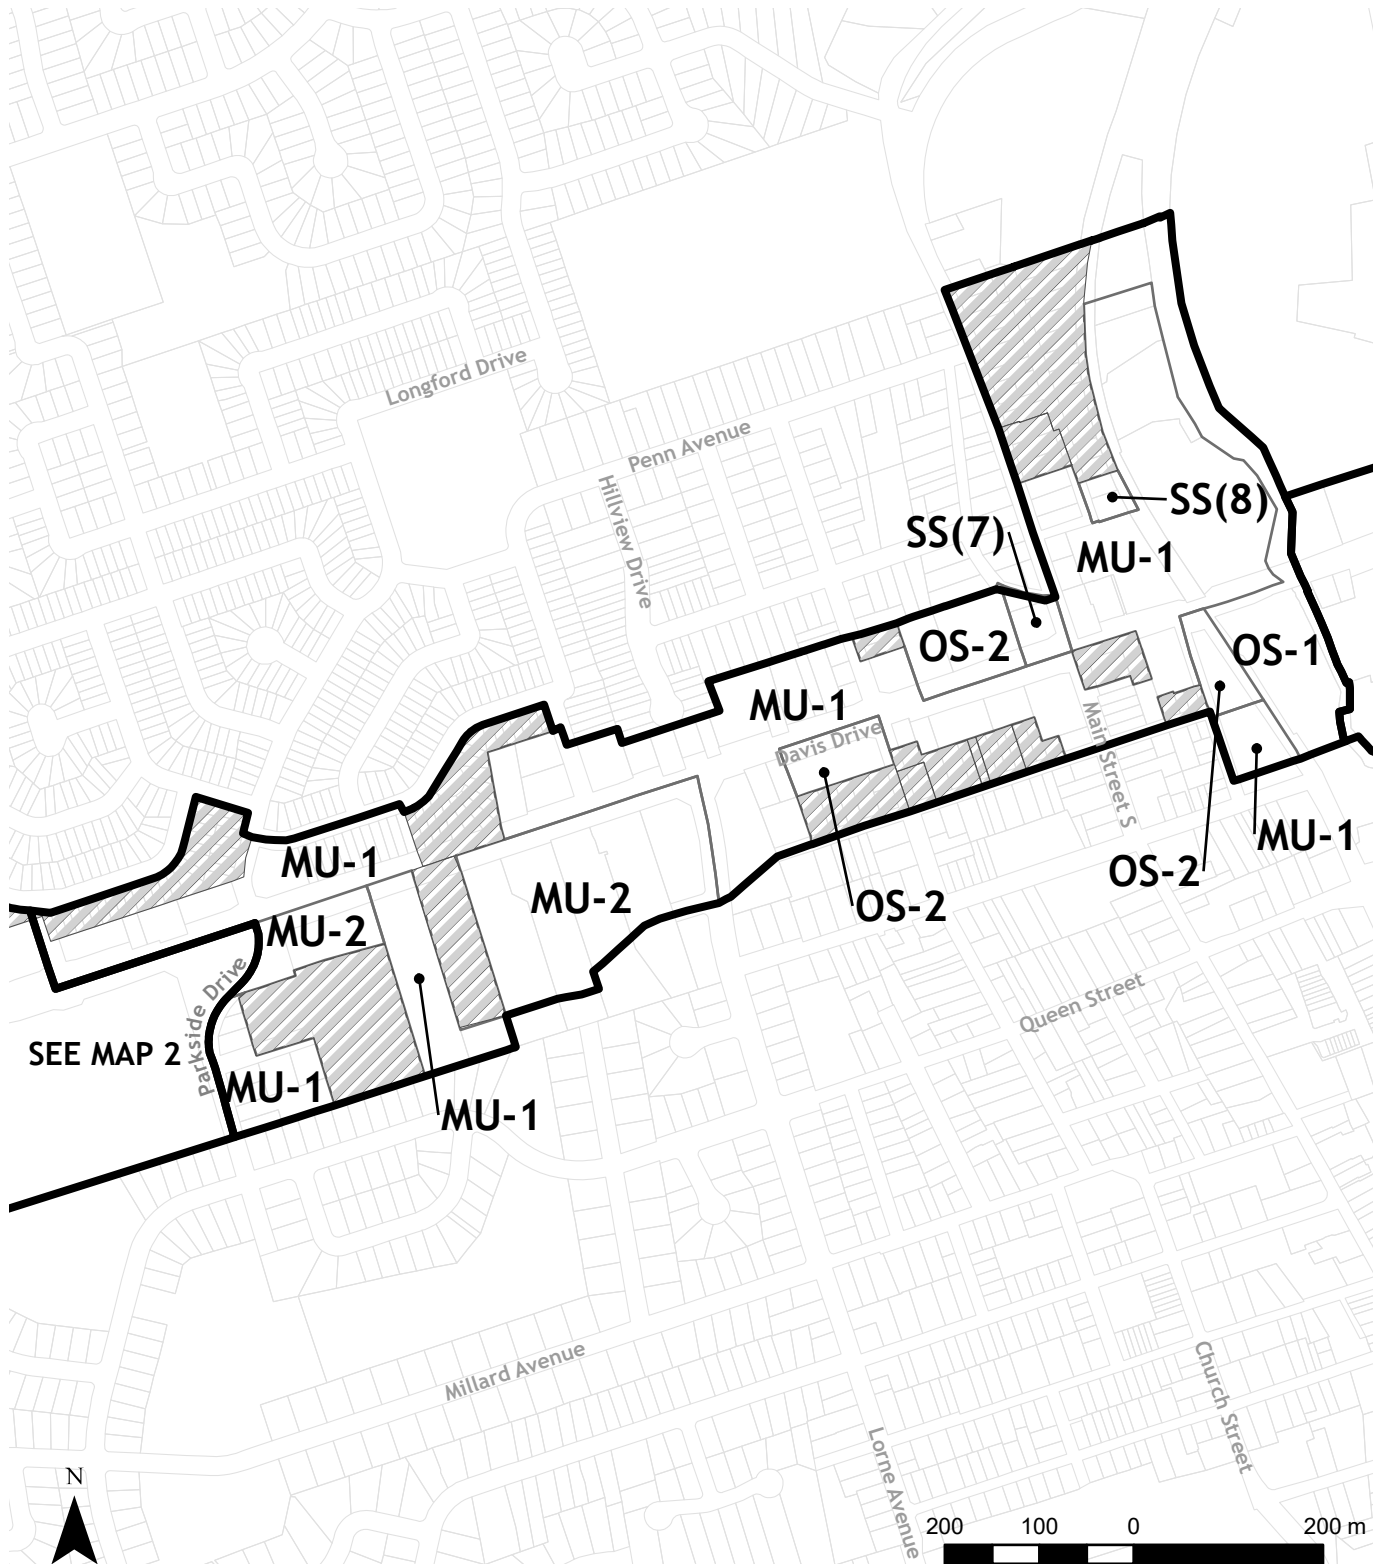 Longford Drive
Penn Avenue
Hillview Drive
SS(8)
SS(7)
MU-1
OS-2
OS-1
MU-1
Davis Drive
Main Street S
MU-1
MU-1
OS-2
MU-2
OS-2
MU-2
Parkside Drive
Queen Street
SEE MAP 2
MU-1
MU-1
Millard Avenue
Church Street
Lorne Avenue
N
200 100 0 200 m